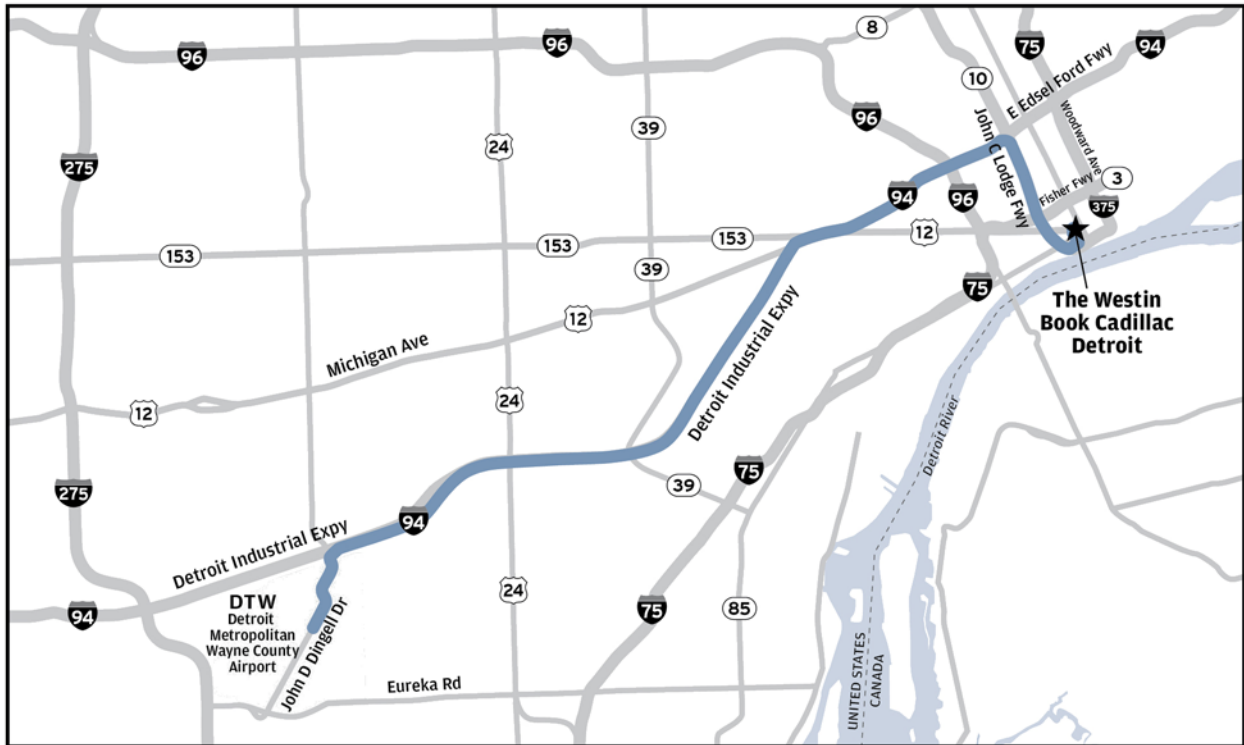 8
75
94
96
96
10
E Edsel Ford Fwy
96
39
24
275
John C Lodge Fwy
Woodward Ave
94
96
Fisher Fwy
3
375
153
153
153
12
39
75
The Westin
Book Cadillac
Detroit
12
Michigan Ave
Detroit Industrial Expy
24
12
Detroit River
75
39
275
94
Detroit Industrial Expy
24
94
DTW
Detroit
Metropolitan
Wayne County
Airport
John D Dingell Dr
75
85
Eureka Rd
UNITED STATES
CANADA